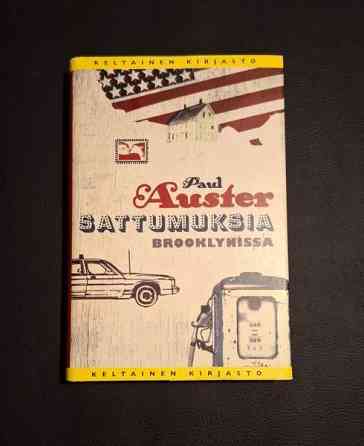 KELTAINEN KIRJASTO
Paul
Auster
SATTUMUKSIA
BROOKLYNISSA
KELTAINEN KIRJASTO